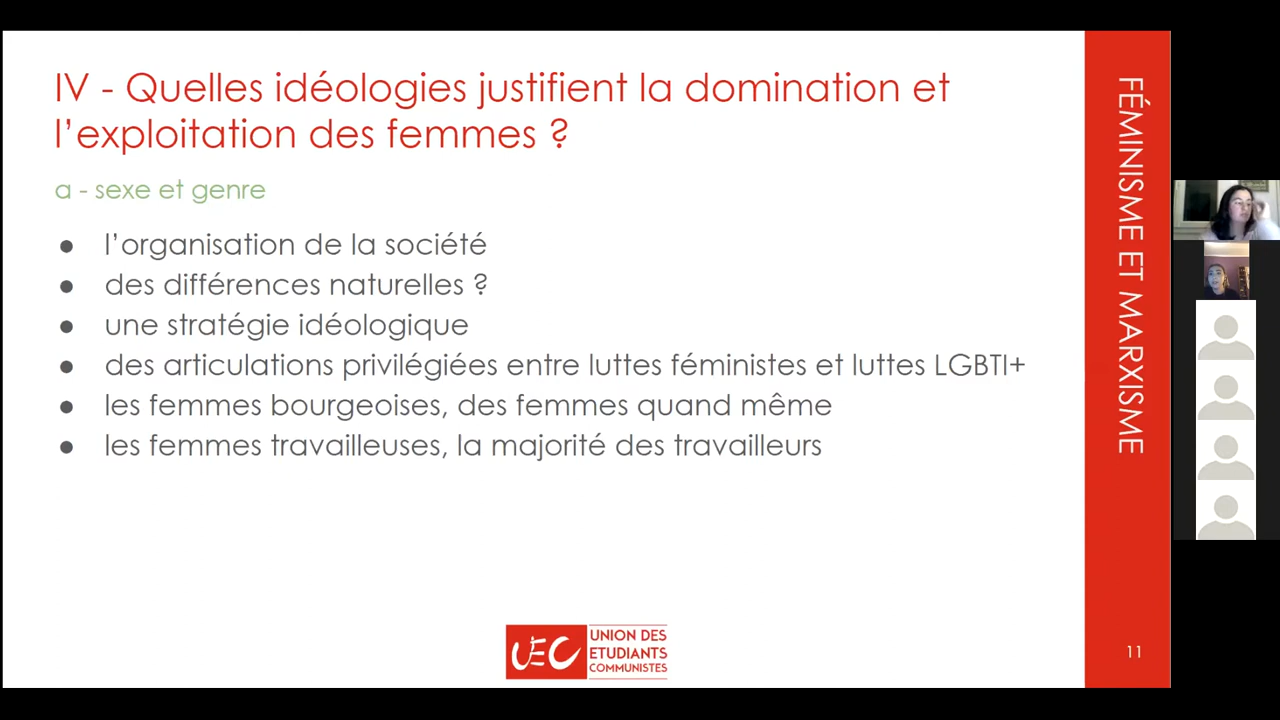 IV - Quelles idéologies justifient la domination et
l’exploitation des femmes ?
a - sexe et genre
● l’organisation de la société
● des différences naturelles ?
● une stratégie idéologique
● des articulations privilégiées entre luttes féministes et luttes LGBTI+
● les femmes bourgeoises, des femmes quand même
● les femmes travailleuses, la majorité des travailleurs
FÉMINISME ET MARXISME
UEC
UNION DES
ETUDIANTS
COMMUNISTES
11